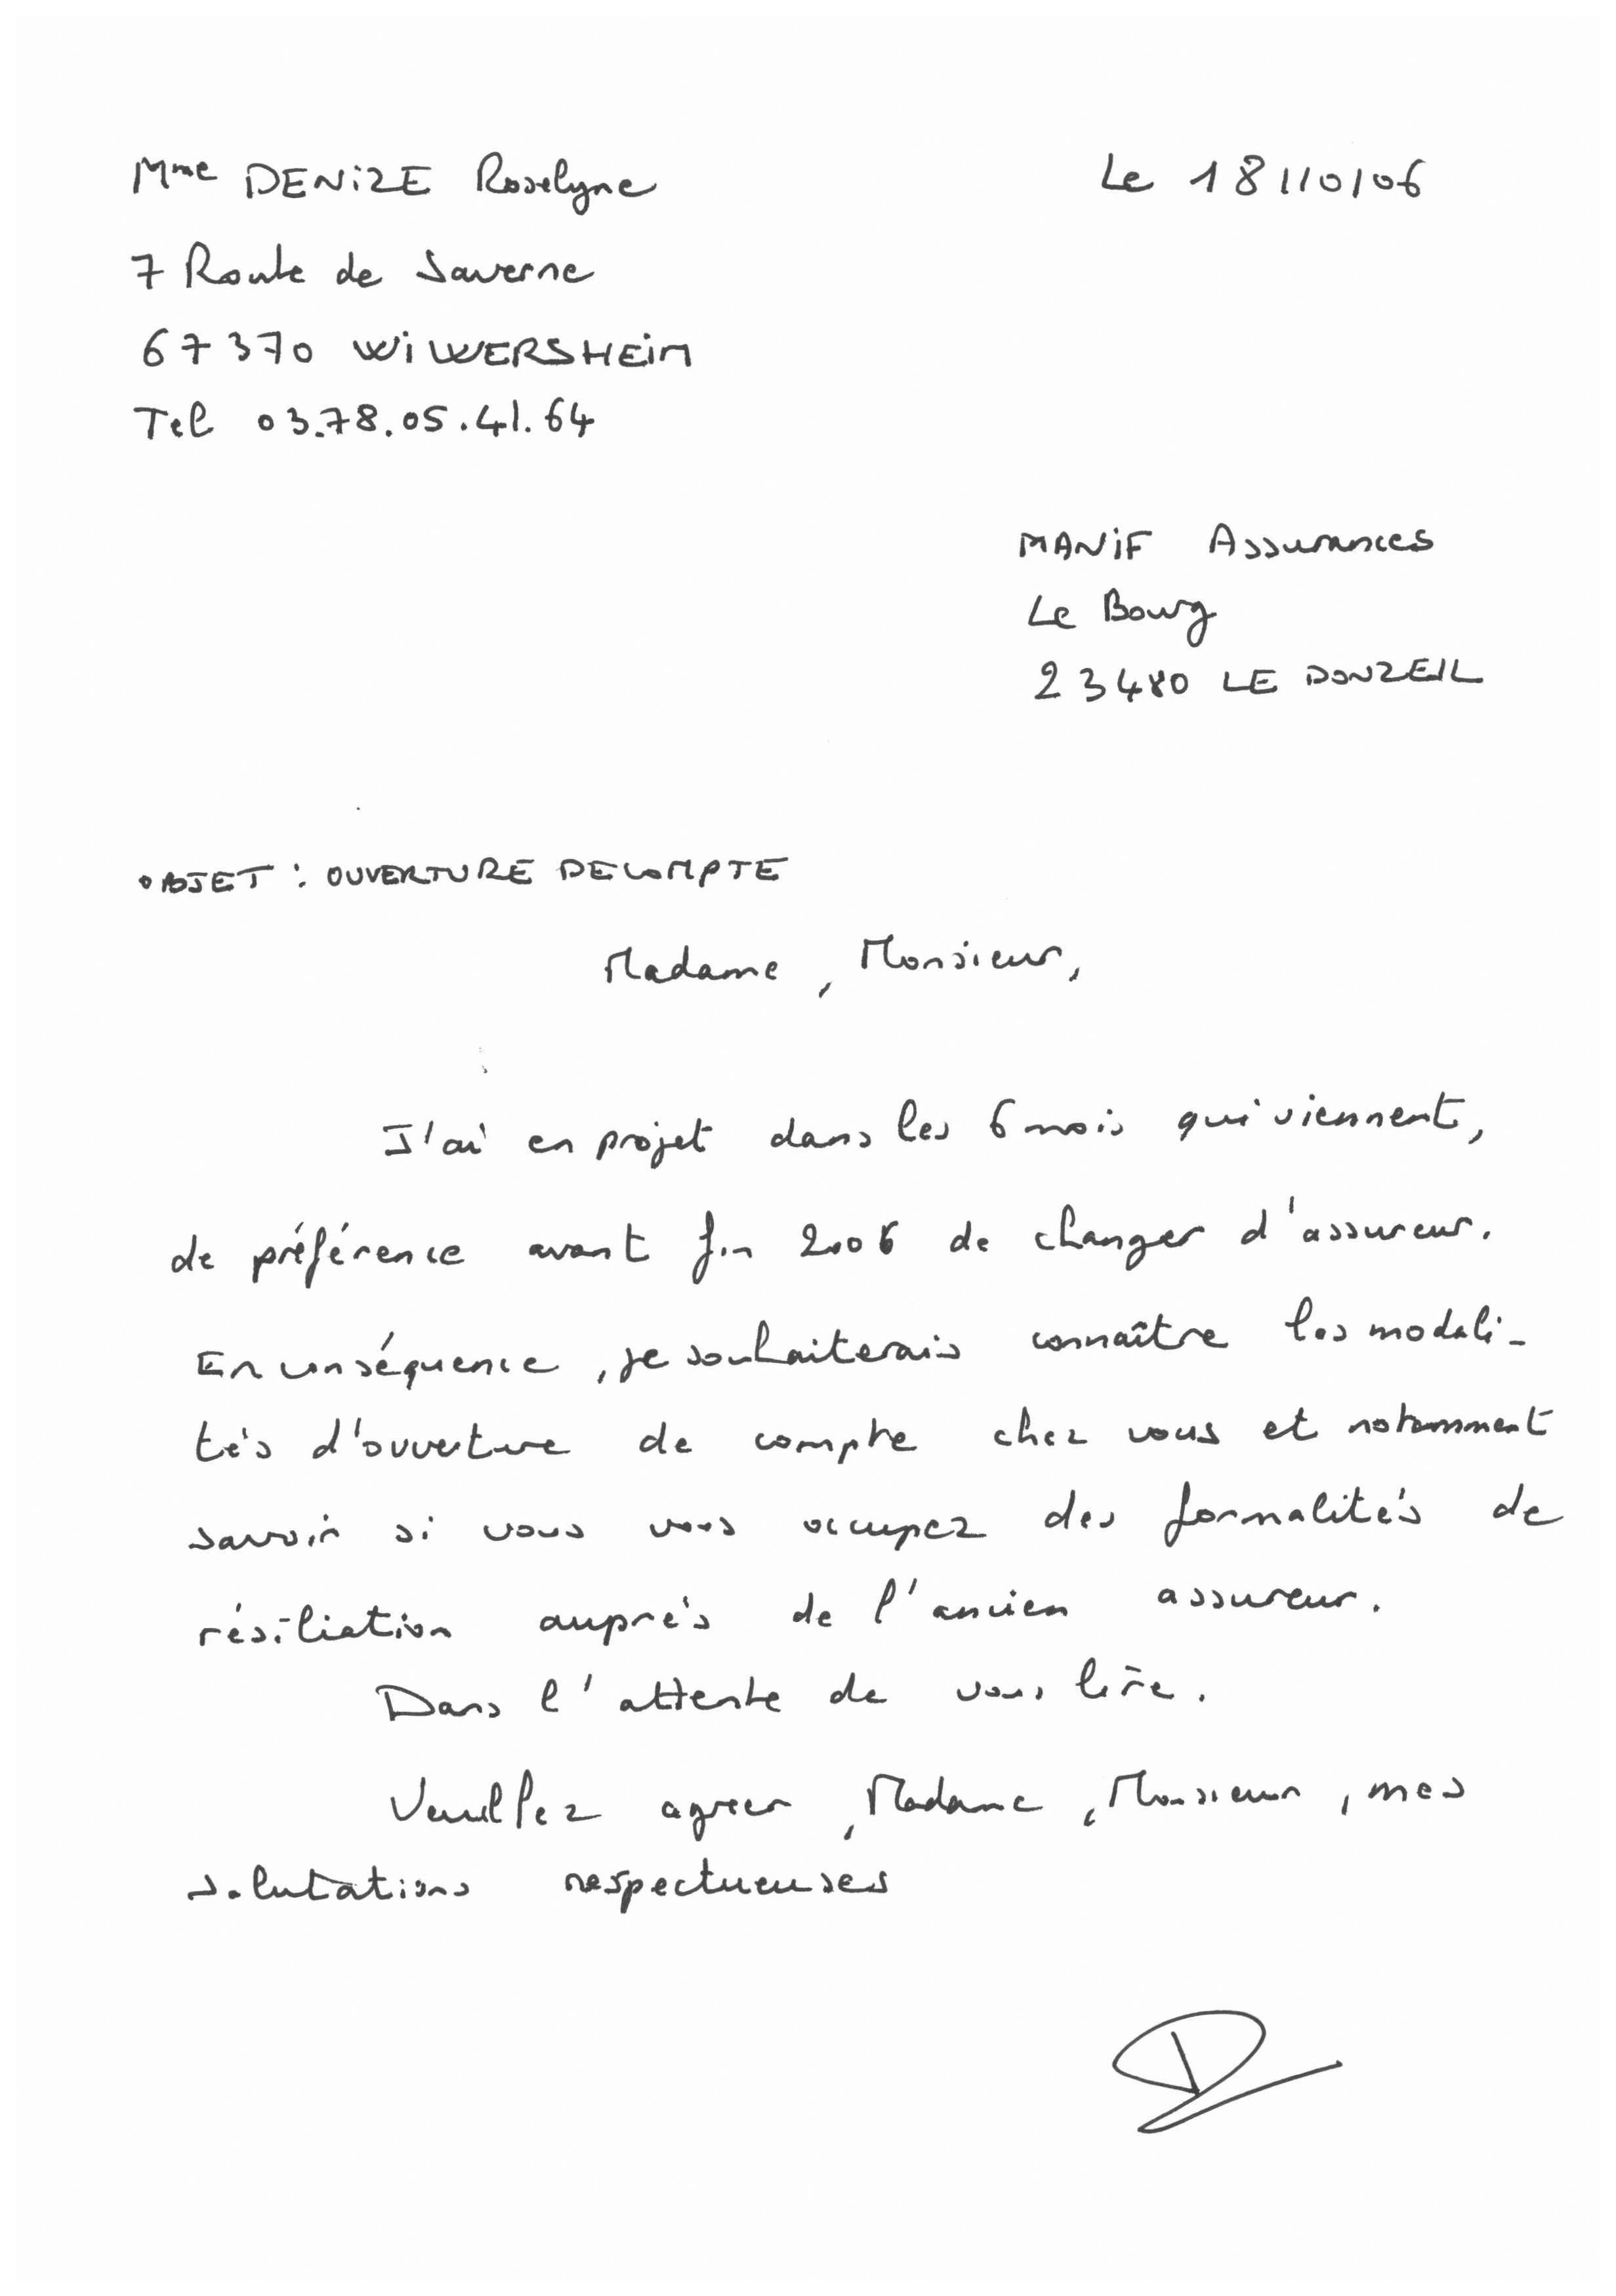 Mme DENIZE Roselyne
Le 18/10/06
7 Route de Saverne
67370 WIWERSHEIM
Tel 03.78.05.41.64
MANIF Assurances
Le Bourg
23480 LE DONZEIL
OBJET : OUVERTURE DE COMPTE
Madame, Monsieur,
J'ai en projet dans les 6 mois qui viennent,
de préférence avant fin 2006 de changer d'assureur.
En conséquence, je souhaiterais connaître les modali-
tés d'ouverture de compte chez vous et notamment
savoir si vous vous occupez des formalités de
résiliation auprès de l'ancien assureur.
Dans l'attente de vous lire.
Veuillez agréer, Madame, Monsieur, mes
salutations respectueuses